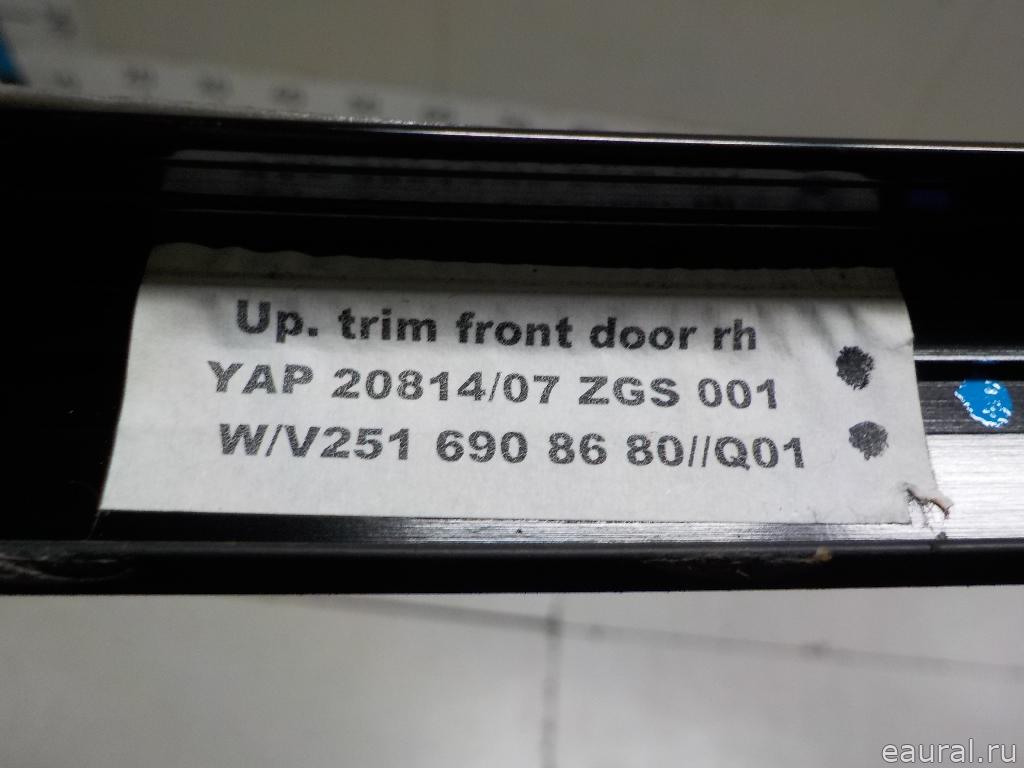 Up. trim front door rh
YAP 20814/07 ZGS 001
W/V251 690 86 80//Q01
eaural.ru